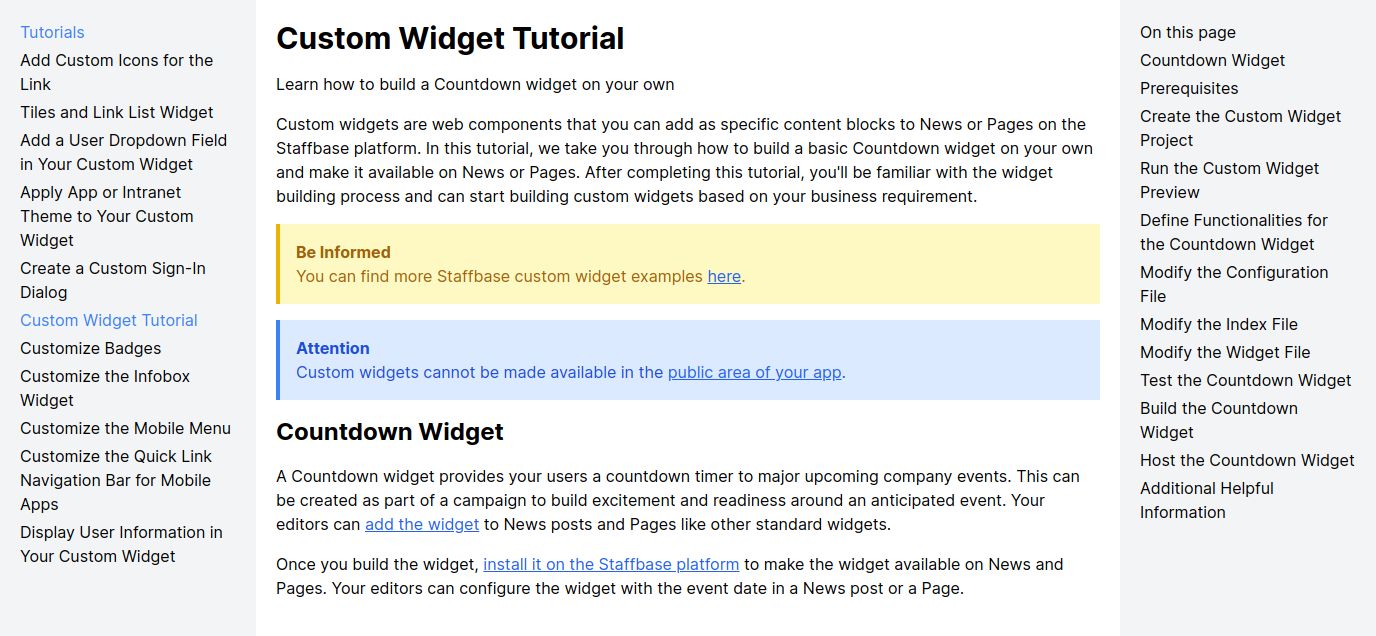 Tutorials
Add Custom Icons for the
Link
Tiles and Link List Widget
Add a User Dropdown Field
in Your Custom Widget
Apply App or Intranet
Theme to Your Custom
Widget
Create a Custom Sign-In
Dialog
Custom Widget Tutorial
Customize Badges
Customize the Infobox
Widget
Customize the Mobile Menu
Customize the Quick Link
Navigation Bar for Mobile
Apps
Display User Information in
Your Custom Widget
Custom Widget Tutorial
Learn how to build a Countdown widget on your own
Custom widgets are web components that you can add as specific content blocks to News or Pages on the
Staffbase platform. In this tutorial, we take you through how to build a basic Countdown widget on your own
and make it available on News or Pages. After completing this tutorial, you'll be familiar with the widget
building process and can start building custom widgets based on your business requirement.
Be Informed
You can find more Staffbase custom widget examples here.
Attention
Custom widgets cannot be made available in the public area of your app.
Countdown Widget
A Countdown widget provides your users a countdown timer to major upcoming company events. This can
be created as part of a campaign to build excitement and readiness around an anticipated event. Your
editors can add the widget to News posts and Pages like other standard widgets.
Once you build the widget, install it on the Staffbase platform to make the widget available on News and
Pages. Your editors can configure the widget with the event date in a News post or a Page.
On this page
Countdown Widget
Prerequisites
Create the Custom Widget
Project
Run the Custom Widget
Preview
Define Functionalities for
the Countdown Widget
Modify the Configuration
File
Modify the Index File
Modify the Widget File
Test the Countdown Widget
Build the Countdown
Widget
Host the Countdown Widget
Additional Helpful
Information